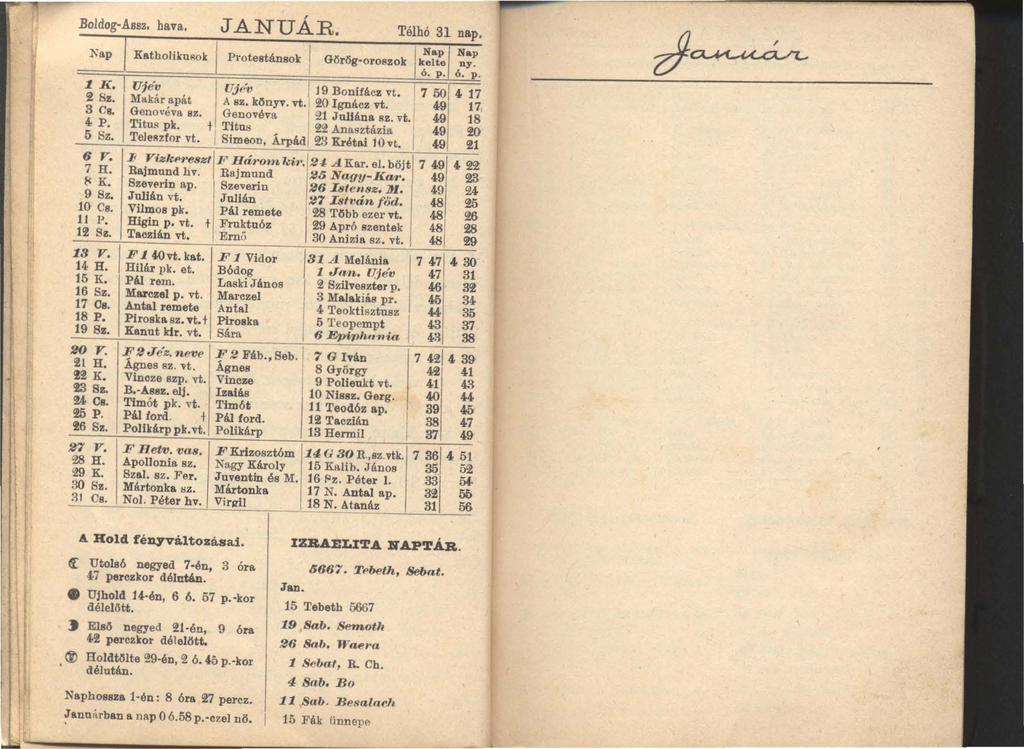 Boldog-Assz. hava. JANUÁR. Télhó 31 nap.
Nap Katholikusok Protestánsok Görög-oroszok Nap kelte ó. p. Nap ny. ó. p.
1 K. Ujév Ujév 19 Bonifácz vt. 7 50 4 17
2 Sz. Makár apát A sz. könyv. vt. 20 Ignácz vt. 49 17
3 Cs. Genovéva sz. Genovéva 21 Juliána sz. vt. 49 18
4 P. Titus pk. † Titus 22 Anasztázia 49 20
5 Sz. Teleszfor vt. Simeon, Árpád 23 Krétai 10 vt. 49 21
6 V. F Vizkereszt F Három kir. 24 A Kar. el. böjt 7 49 4 22
7 H. Rajmund hv. Rajmund 25 Nagy-Kar. 49 23
8 K. Szeverin ap. Szeverin 26 Istensz. M. 49 24
9 Sz. Julián vt. Julián 27 István főd. 48 25
10 Cs. Vilmos pk. Pál remete 28 Több ezer vt. 48 26
11 P. Higin p. vt. † Fruktuóz 29 Apró szentek 48 28
12 Sz. Taczián vt. Ernő 30 Anizia sz. vt. 48 29
13 V. F 1 40 vt. kat. F 1 Vidor 31 A Melánia 7 47 4 30
14 H. Hilár pk. et. Bódog 1 Jan. Ujév 47 31
15 K. Pál rem. Laski János 2 Szilveszter p. 46 32
16 Sz. Marczel p. vt. Marczel 3 Malakiás pr. 45 34
17 Cs. Antal remete Antal 4 Teoktisztusz 44 35
18 P. Piroska sz. vt. † Piroska 5 Teopempt 43 37
19 Sz. Kanut kir. vt. Sára 6 Epiphania 43 38
20 V. F 2 Jéz. neve F 2 Fáb., Seb. 7 G Iván 7 42 4 39
21 H. Ágnes sz. vt. Ágnes 8 György 42 41
22 K. Vincze szp. vt. Vincze 9 Polieukt vt. 41 43
23 Sz. B.-Assz. elj. Izaiás 10 Nissz. Gerg. 40 44
24 Cs. Timót pk. vt. Timót 11 Teodóz ap. 39 45
25 P. Pál ford. † Pál ford. 12 Taczián 38 47
26 Sz. Polikárp pk. vt. Polikárp 13 Hermil 37 49
27 V. F Hetv. vas. F Krizosztóm 14 G 30 R., sz. vtk. 7 36 4 51
28 H. Apollonia sz. Nagy Károly 15 Kalib. János 35 52
29 K. Szal. sz. Fer. Juventin és M. 16 Sz. Péter l. 33 54
30 Sz. Mártonka sz. Mártonka 17 N. Antal ap. 32 55
31 Cs. Nol. Péter hv. Virgil 18 N. Atanáz 31 56
A Hold fényváltozásai.
Utolsó negyed 7-én, 3 óra
47 perczkor délután.
Ujhold 14-én, 6 ó. 57 p.-kor
délelőtt.
Első negyed 21-én, 9 óra
42 perczkor délelőtt.
Holdtölte 29-én, 2 ó. 45 p.-kor
délután.
Naphossza 1-én: 8 óra 27 percz.
Januárban a nap 0 ó. 58 p.-czel nő.
IZRAELITA NAPTÁR.
5667. Tebeth, Sebat.
Jan.
15 Tebeth 5667
19 Sab. Semoth
26 Sab. Waera
1 Sebat, R. Ch.
4 Sab. Bo
11 Sab. Besalach
15 Fák ünnepe
Január